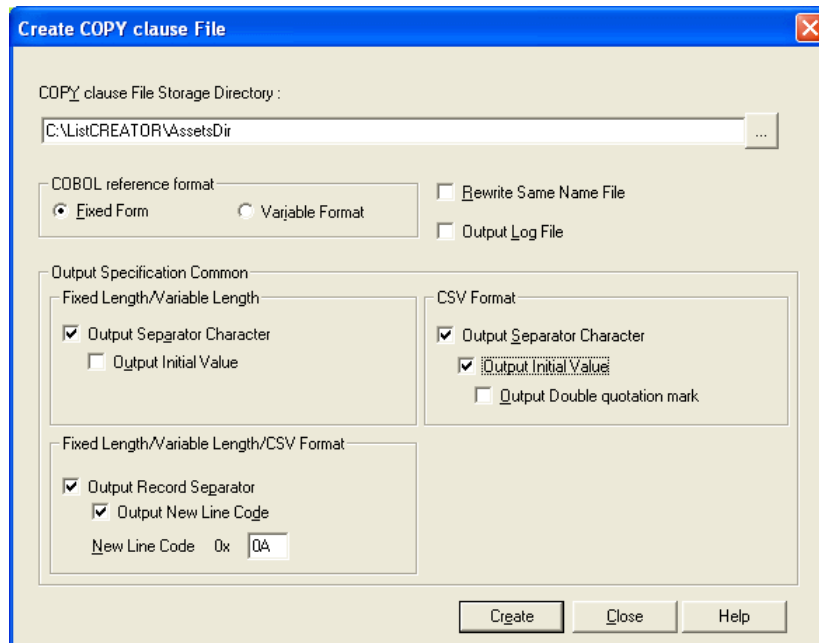 Create COPY clause File
COPY clause File Storage Directory :
C:\ListCREATOR\AssetsDir
...
COBOL reference format
Fixed Form
Variable Format
Rewrite Same Name File
Output Log File
Output Specification Common
Fixed Length/Variable Length
Output Separator Character
Output Initial Value
CSV Format
Output Separator Character
Output Initial Value
Output Double quotation mark
Fixed Length/Variable Length/CSV Format
Output Record Separator
Output New Line Code
New Line Code 0x 0A
Create Close Help